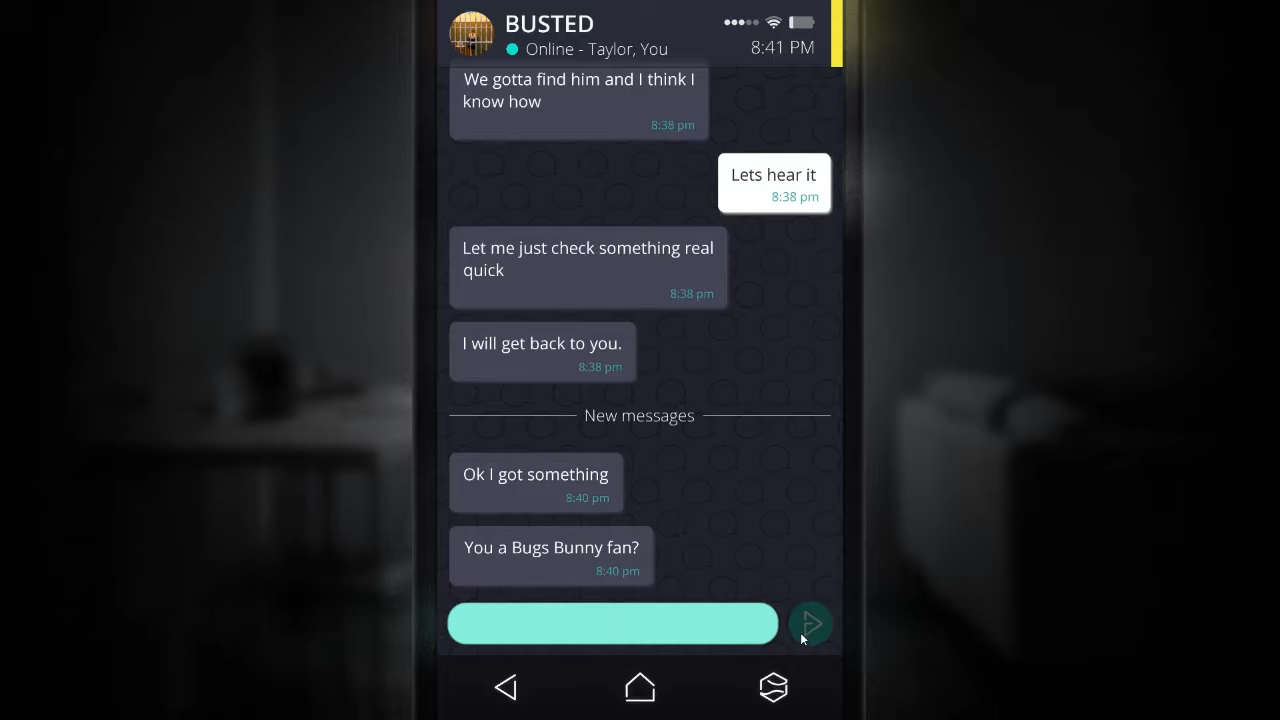 BUSTED
Online - Taylor, You
8:41 PM
We gotta find him and I think I
know how
8:38 pm
Lets hear it
8:38 pm
Let me just check something real
quick
8:38 pm
I will get back to you.
8:38 pm
New messages
Ok I got something
8:40 pm
You a Bugs Bunny fan?
8:40 pm